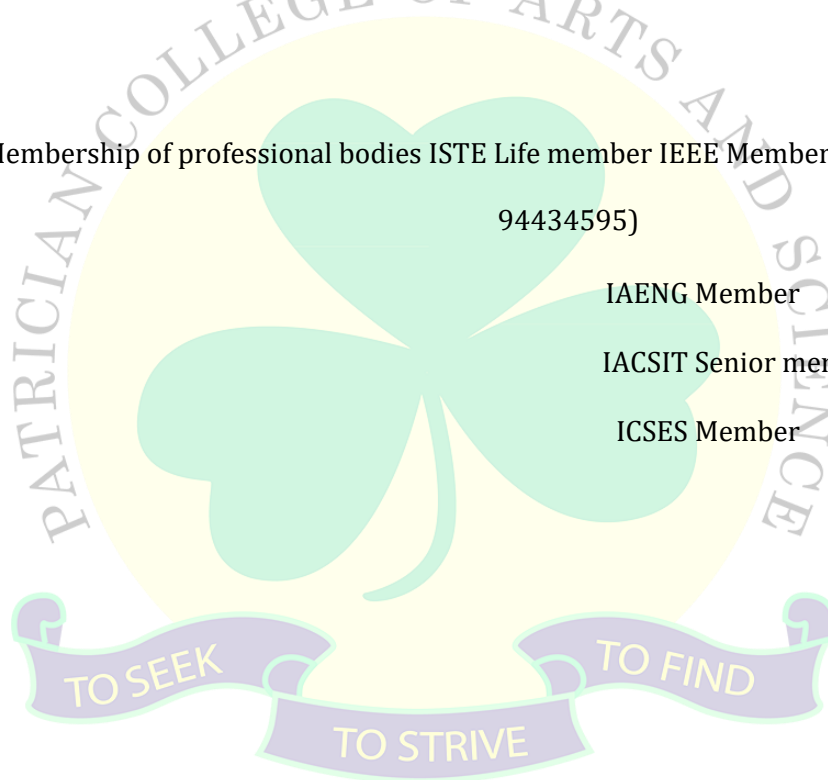 PATRICIAN COLLEGE OF ARTS AND SCIENCE
Membership of professional bodies ISTE Life member IEEE Member
94434595)
IAENG Member
IACSIT Senior
ICSES Member
TO SEEK
TO STRIVE
TO FIND